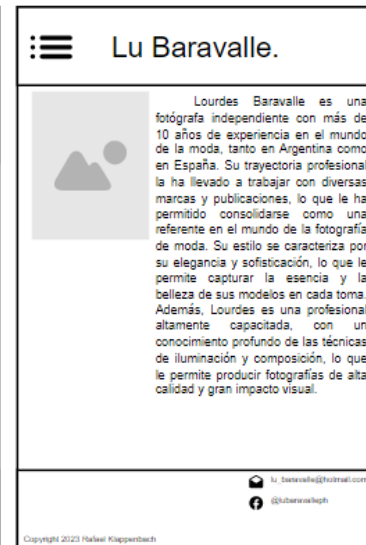 Lu Baravalle.
Lourdes Baravalle es una
fotógrafa independiente con más de
10 años de experiencia en el mundo
de la moda, tanto en Argentina como
en España. Su trayectoria profesional
la ha llevado a trabajar con diversas
marcas y publicaciones, lo que le ha
permitido consolidarse como una
referente en el mundo de la fotografía
de moda. Su estilo se caracteriza por
su elegancia y sofisticación, lo que le
permite capturar la esencia y la
belleza de sus modelos en cada toma.
Además, Lourdes es una profesional
altamente capacitada, con un
conocimiento profundo de las técnicas
de iluminación y composición, lo que
le permite producir fotografías de alta
calidad y gran impacto visual.
lu_baravalle@hotmail.com
@lubaravalleph
Copyright 2023 Rafael Klappenbach